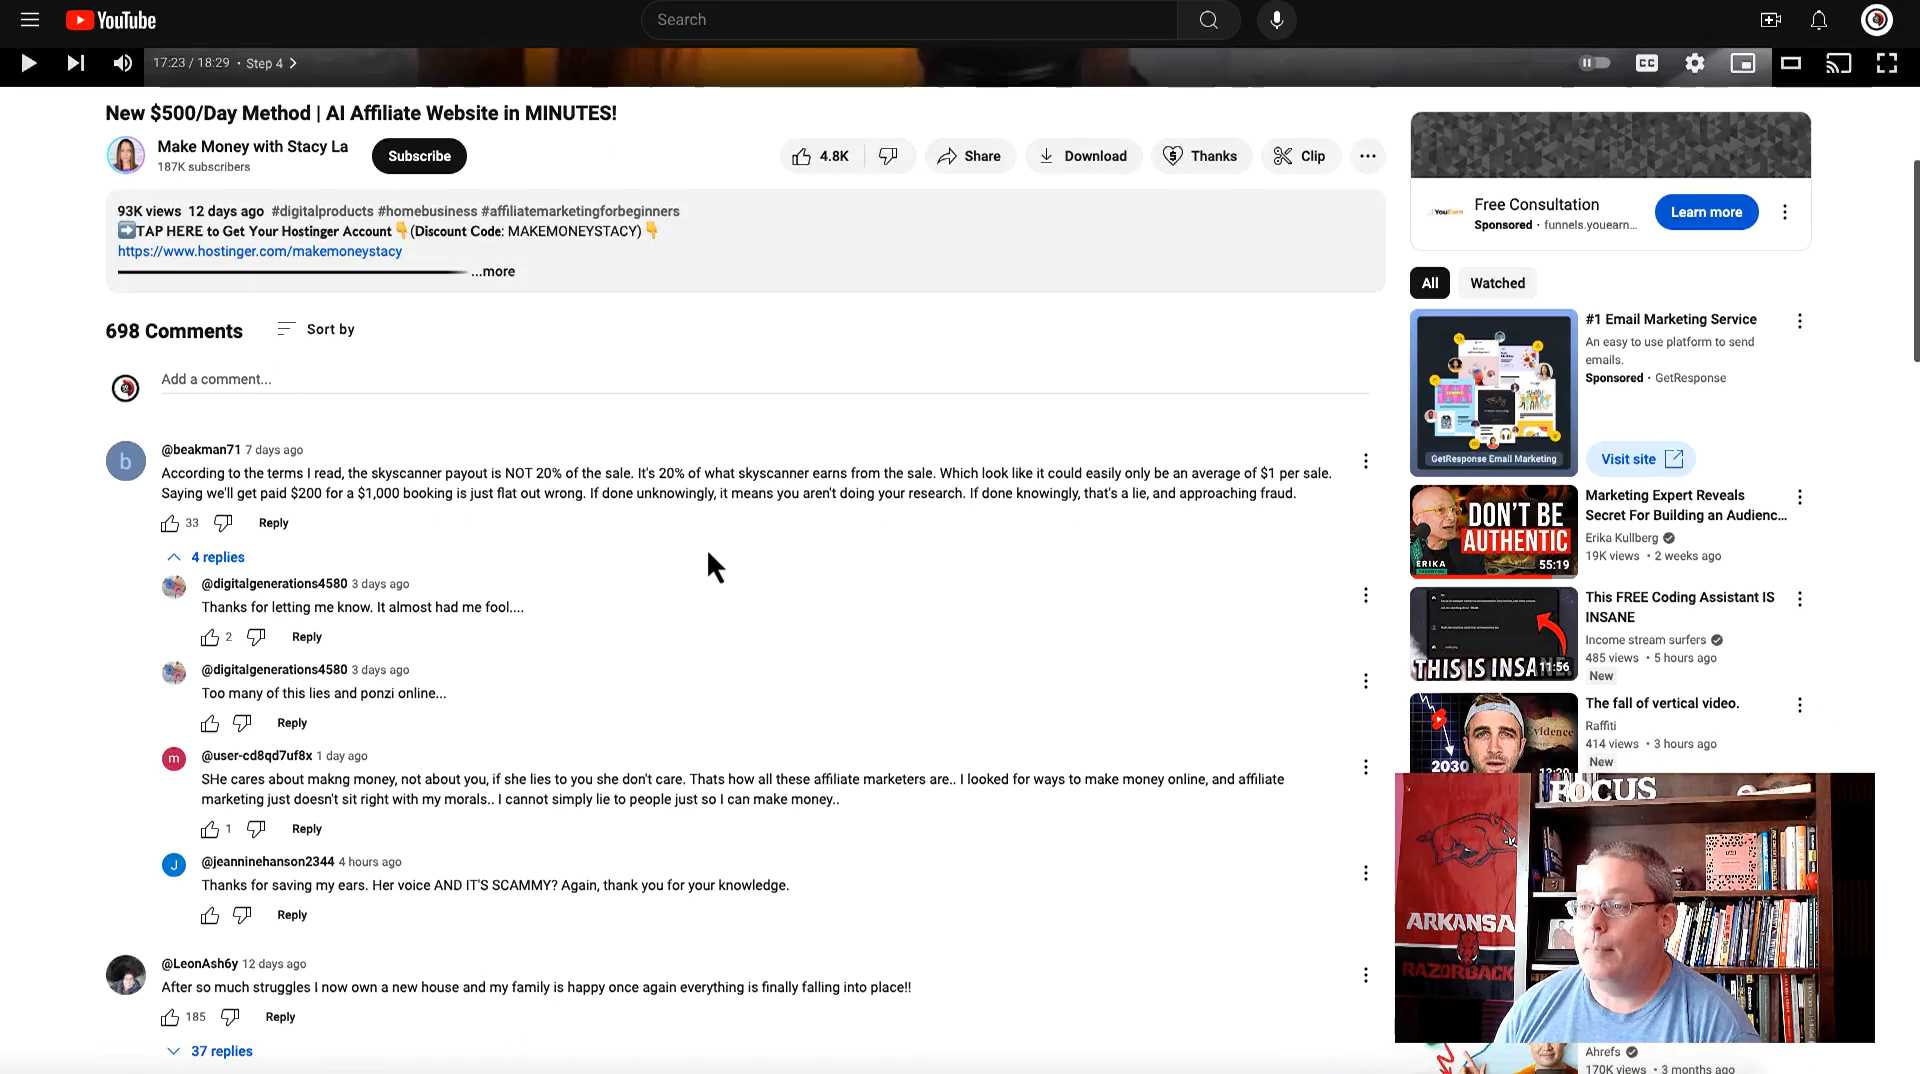 YouTube
Search
17:23 / 18:29 • Step 4
CC
New $500/Day Method | AI Affiliate Website in MINUTES!
Make Money with Stacy La
187K subscribers
Subscribe
4.8K
Share
Download
Thanks
Clip
93K views 12 days ago #digitalproducts #homebusiness #affiliatemarketingforbeginners
TAP HERE to Get Your Hostinger Account (Discount Code: MAKEMONEYSTACY)
https://www.hostinger.com/makemoneystacy
...more
698 Comments
Sort by
Add a comment...
b
@beakman71 7 days ago
According to the terms I read, the skyscanner payout is NOT 20% of the sale. It's 20% of what skyscanner earns from the sale. Which look like it could easily only be an average of $1 per sale.
Saying we'll get paid $200 for a $1,000 booking is just flat out wrong. If done unknowingly, it means you aren't doing your research. If done knowingly, that's a lie, and approaching fraud.
33
Reply
4 replies
@digitalgenerations4580 3 days ago
Thanks for letting me know. It almost had me fool....
2
Reply
@digitalgenerations4580 3 days ago
Too many of this lies and ponzi online...
Reply
m
@user-cd8qd7uf8x 1 day ago
SHe cares about makng money, not about you, if she lies to you she don't care. Thats how all these affiliate marketers are.. I looked for ways to make money online, and affiliate
marketing just doesn't sit right with my morals.. I cannot simply lie to people just so I can make money..
1
Reply
J
@jeanninehanson2344 4 hours ago
Thanks for saving my ears. Her voice AND IT'S SCAMMY? Again, thank you for your knowledge.
Reply
@LeonAsh6y 12 days ago
After so much struggles I now own a new house and my family is happy once again everything is finally falling into place!!
185
Reply
37 replies
YouEarn
Free Consultation
Sponsored · funnels.youearn...
Learn more
All
Watched
GetResponse Email Marketing
#1 Email Marketing Service
An easy to use platform to send
emails.
Sponsored · GetResponse
Visit site
DON'T BE
AUTHENTIC
ERIKA
55:19
Marketing Expert Reveals
Secret For Building an Audienc...
Erika Kullberg
19K views • 2 weeks ago
THIS IS INSANE
11:56
This FREE Coding Assistant IS
INSANE
Income stream surfers
485 views • 5 hours ago
New
Evidence
2030
The fall of vertical video.
Raffiti
414 views • 3 hours ago
New
FOCUS
ARKANSA
RAZORBACK
Ahrefs
170K views • 3 months ago